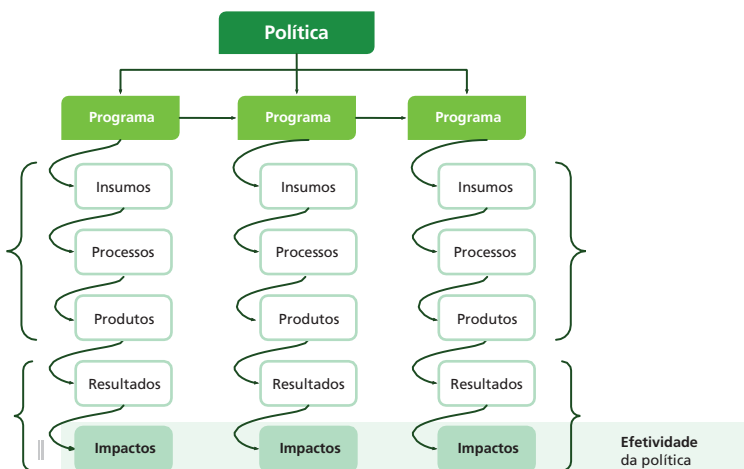 Política
Programa Programa Programa
Insumos Insumos Insumos
Processos Processos Processos
Produtos Produtos Produtos
Resultados Resultados Resultados
Impactos Impactos Impactos
Efetividade
da política